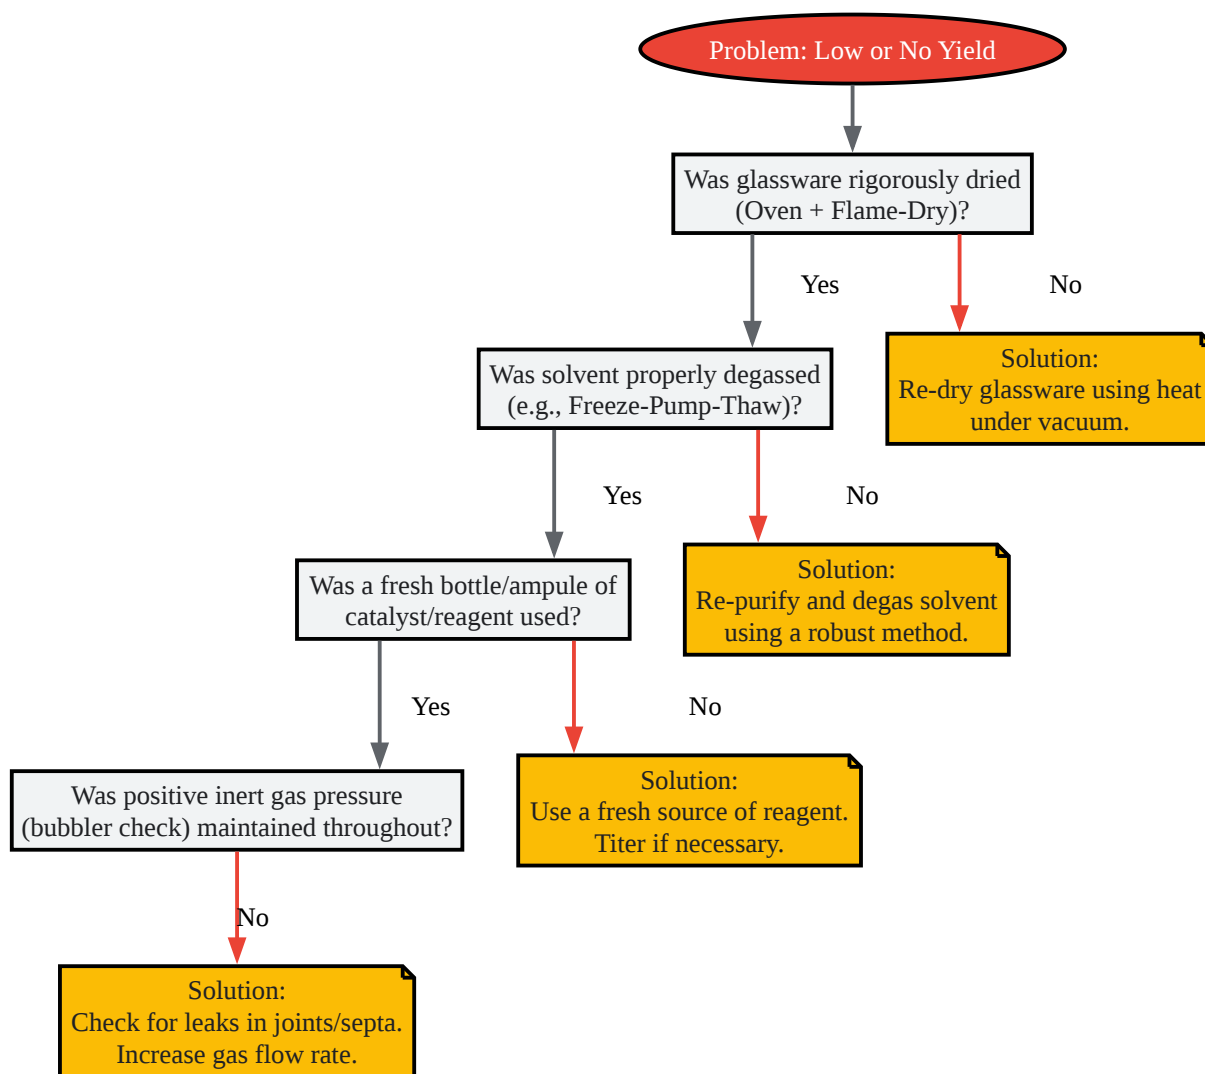 Problem: Low or No Yield
Was glassware rigorously dried
(Oven + Flame-Dry)?
Yes
No
Solution:
Re-dry glassware using heat
under vacuum.
Was solvent properly degassed
(e.g., Freeze-Pump-Thaw)?
Yes
No
Solution:
Re-purify and degas solvent
using a robust method.
Was a fresh bottle/ampule of
catalyst/reagent used?
Yes
No
Solution:
Use a fresh source of reagent.
Titer if necessary.
Was positive inert gas pressure
(bubbler check) maintained throughout?
No
Solution:
Check for leaks in joints/septa.
Increase gas flow rate.